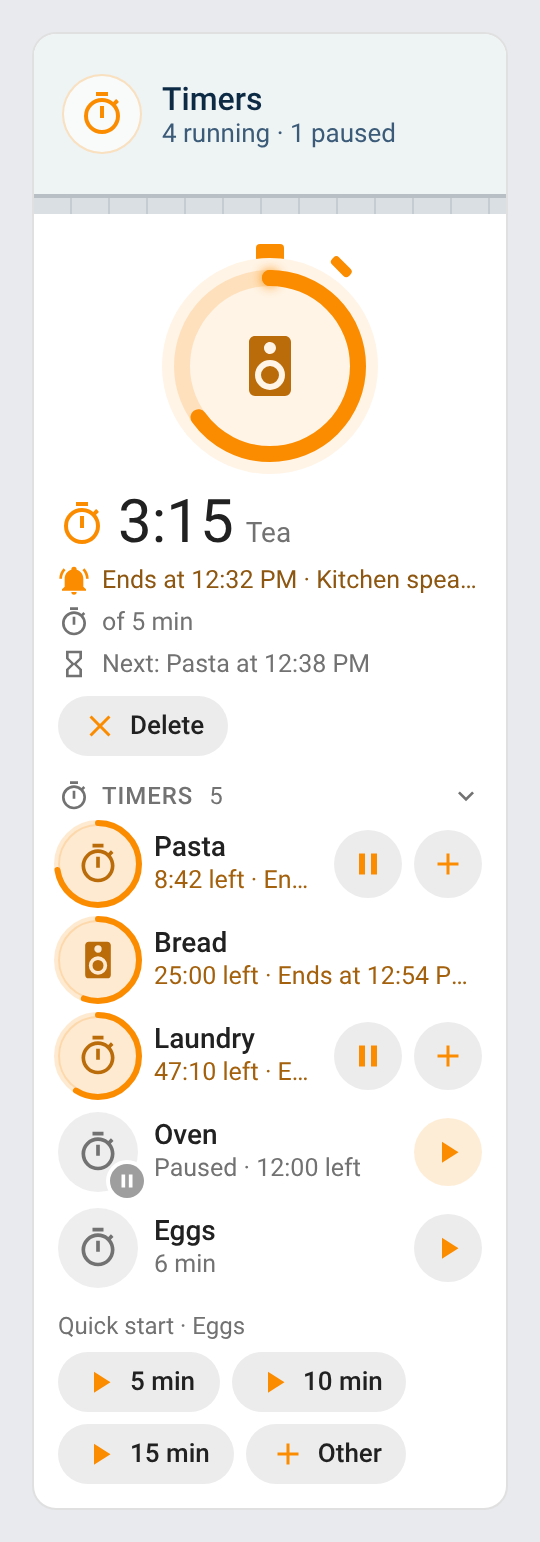 Timers
4 running · 1 paused
3:15 Tea
Ends at 12:32 PM · Kitchen spea...
of 5 min
Next: Pasta at 12:38 PM
Delete
TIMERS 5
Pasta
8:42 left · En...
Bread
25:00 left · Ends at 12:54 P...
Laundry
47:10 left · E...
Oven
Paused · 12:00 left
Eggs
6 min
Quick start · Eggs
5 min
10 min
15 min
Other